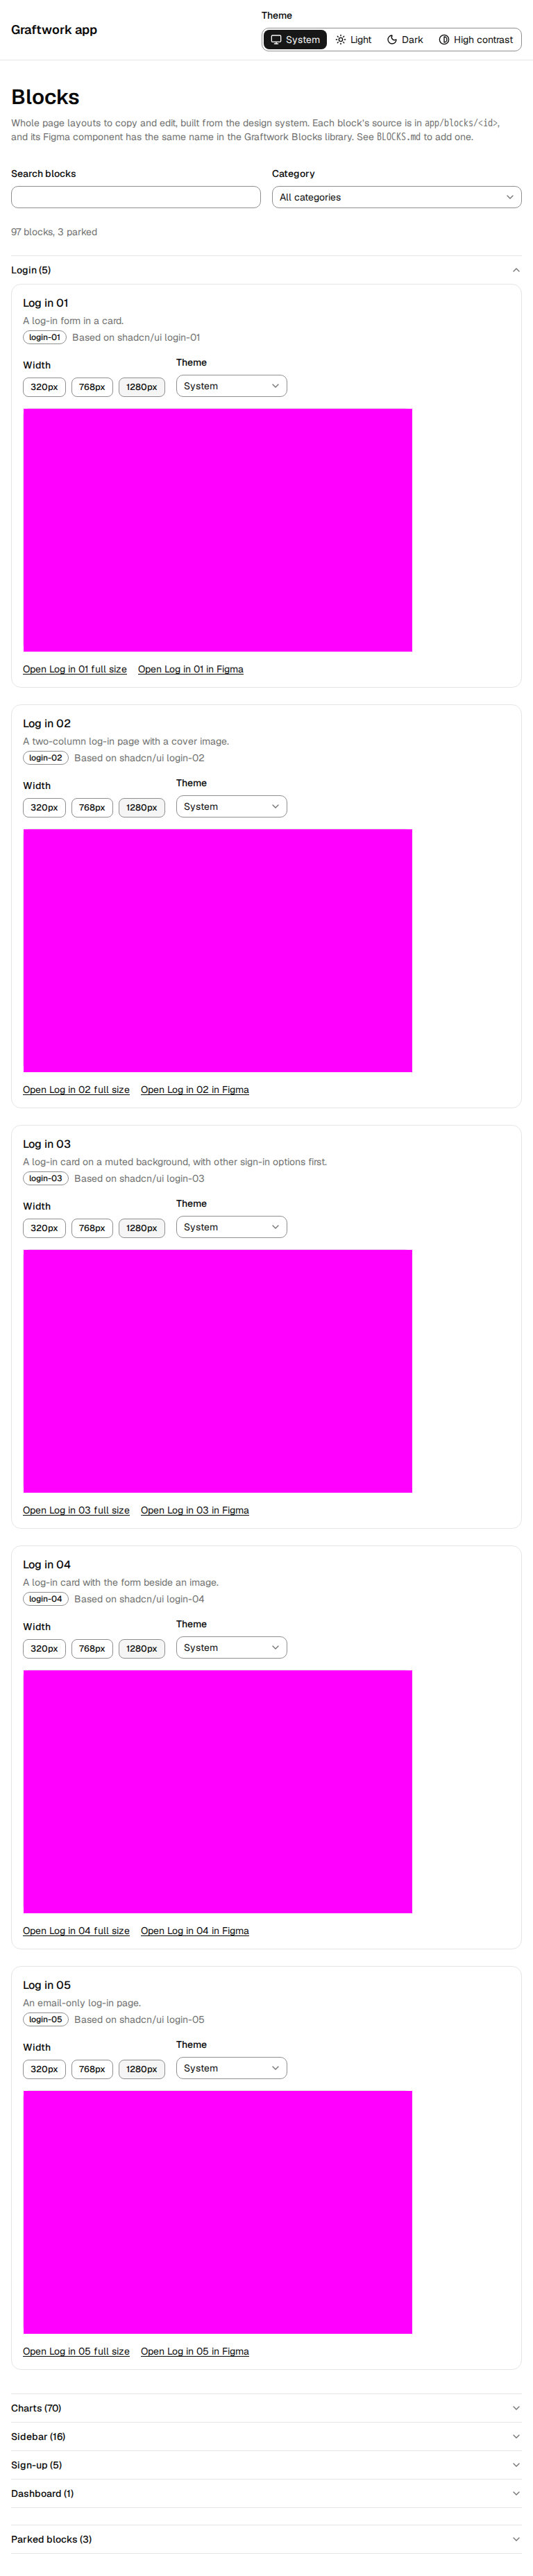 Graftwork app
Theme
System
Light
Dark
High contrast
Blocks
Whole page layouts to copy and edit, built from the design system. Each block's source is in app/blocks/<id>,
and its Figma component has the same name in the Graftwork Blocks library. See BLOCKS.md to add one.
Search blocks
Category
All categories
97 blocks, 3 parked
Login (5)
Log in 01
A log-in form in a card.
login-01 Based on shadcn/ui login-01
Width
Theme
320px 768px 1280px
System
Open Log in 01 full size Open Log in 01 in Figma
Log in 02
A two-column log-in page with a cover image.
login-02 Based on shadcn/ui login-02
Width
Theme
320px 768px 1280px
System
Open Log in 02 full size Open Log in 02 in Figma
Log in 03
A log-in card on a muted background, with other sign-in options first.
login-03 Based on shadcn/ui login-03
Width
Theme
320px 768px 1280px
System
Open Log in 03 full size Open Log in 03 in Figma
Log in 04
A log-in card with the form beside an image.
login-04 Based on shadcn/ui login-04
Width
Theme
320px 768px 1280px
System
Open Log in 04 full size Open Log in 04 in Figma
Log in 05
An email-only log-in page.
login-05 Based on shadcn/ui login-05
Width
Theme
320px 768px 1280px
System
Open Log in 05 full size Open Log in 05 in Figma
Charts (70)
Sidebar (16)
Sign-up (5)
Dashboard (1)
Parked blocks (3)